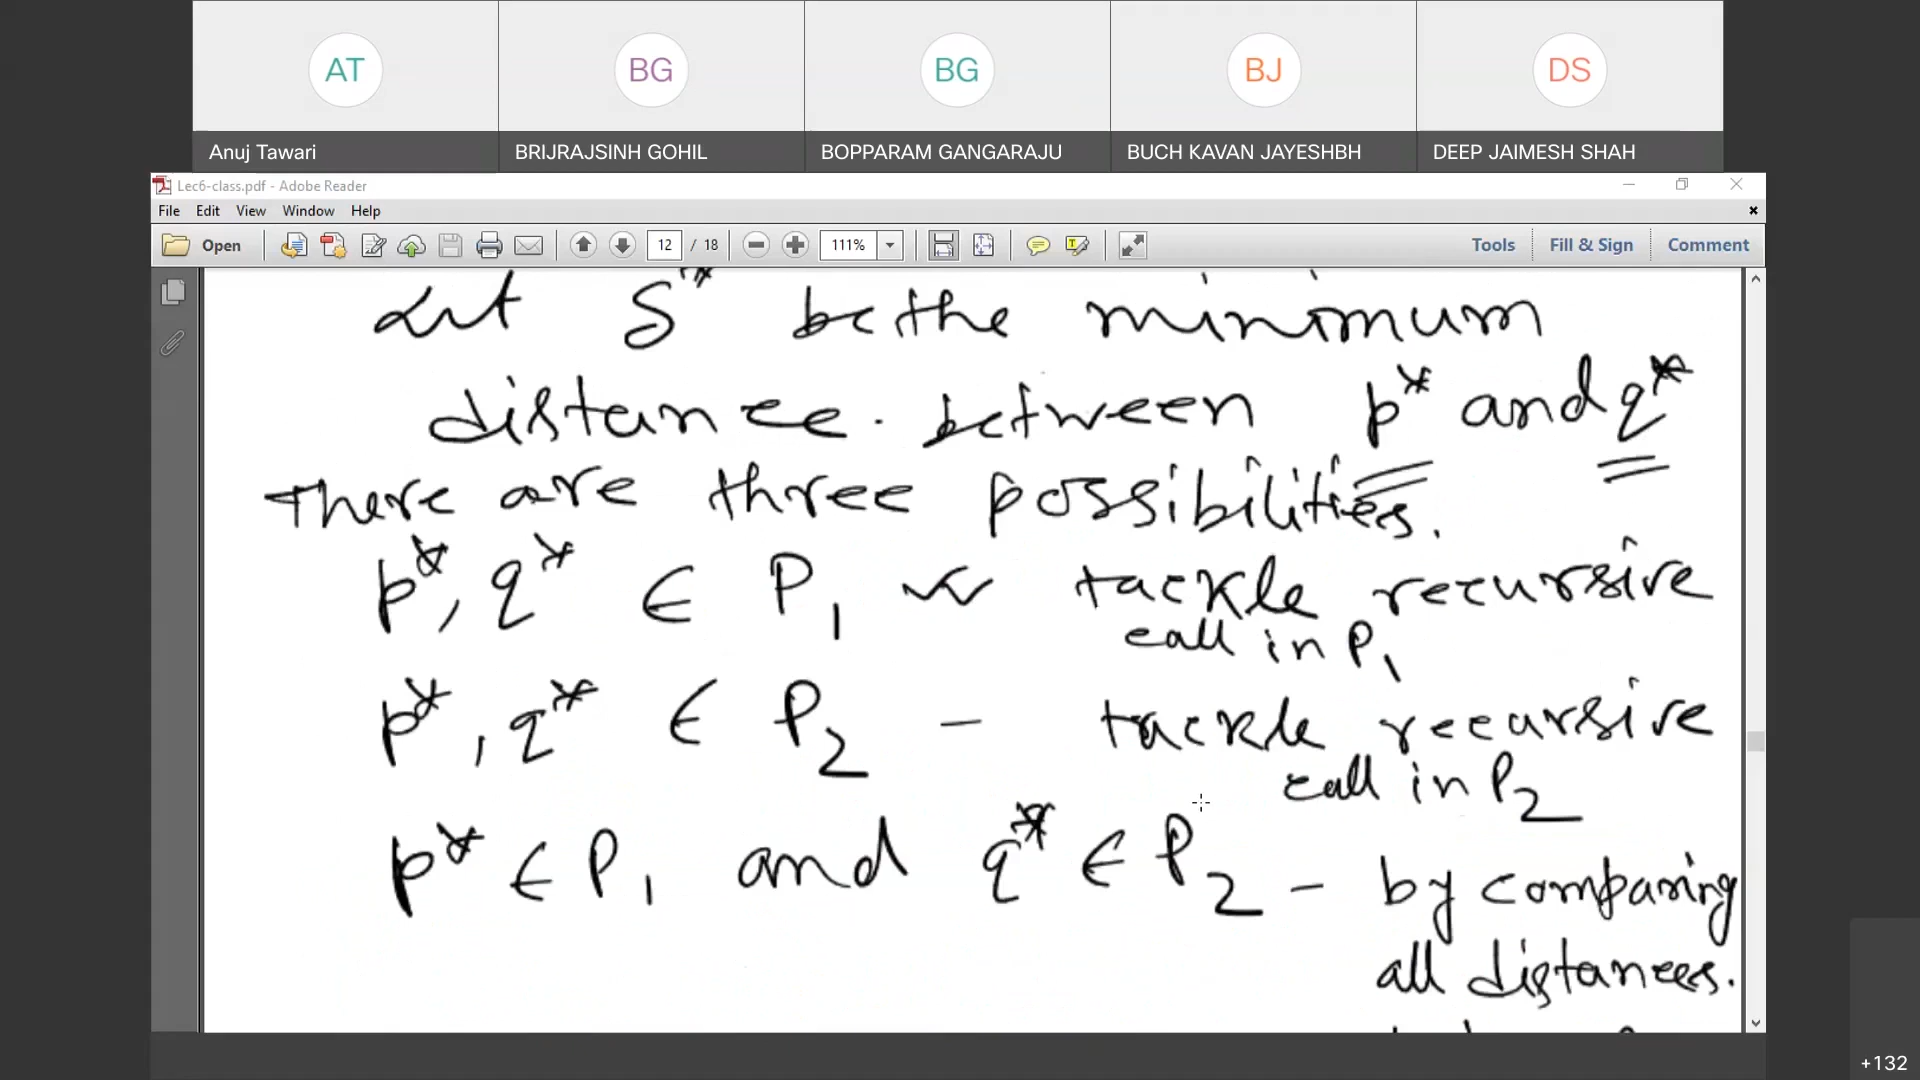 AT
BG
BG
BJ
DS
Anuj Tawari
BRIJRAJSINH GOHIL
BOPPARAM GANGARAJU
BUCH KAVAN JAYESHBH
DEEP JAIMESH SHAH
Lec6-class.pdf - Adobe Reader
File Edit View Window Help
Open 12 / 18 111% Tools Fill & Sign Comment
Let δ* be the minimum
distance. between p* and q*
There are three possibilities.
p*, q* ∈ P1 tackle recursive
call in P1
p*, q* ∈ P2 – tackle recursive
call in P2
p* ∈ P1 and q* ∈ P2 – by comparing
all distances.
+132